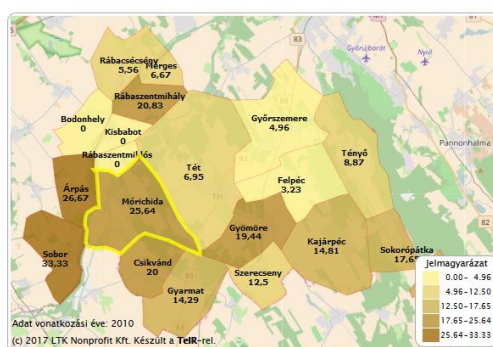 83
Győrújbarát
Nyúl
Rábacsécsény
5,56
Mérges
6,67
Rábaszentmihály
20,83
Bodonhely
0
Kisbabot
0
Győrszemere
4,96
Pannonhalma
Rábaszentmiklós
0
Tét
6,95
Tényő
8,87
Árpás
26,67
Mórichida
25,64
Felpéc
3,23
Gyömöre
19,44
Kajárpéc
14,81
Sokorópátka
17,65
Sobor
33,33
Csikvánd
20
Szerecseny
12,5
Gyarmat
14,29
82
83
Jelmagyarázat
0.00- 4.96
4.96-12.50
12.50-17.65
17.65-25.64
25.64-33.33
Adat vonatkozási éve: 2010
(c) 2017 LTK Nonprofit Kft. Készült a TeIR-rel.